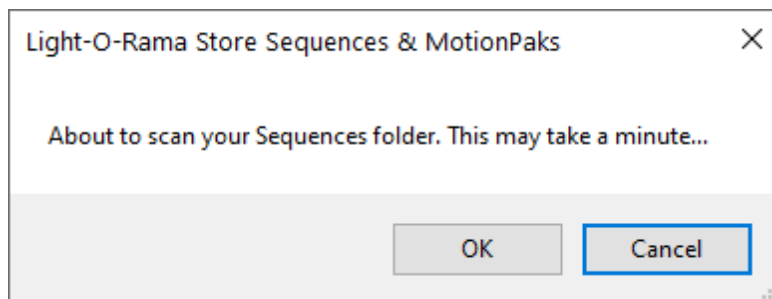 Light-O-Rama Store Sequences & MotionPaks
About to scan your Sequences folder. This may take a minute...
OK
Cancel